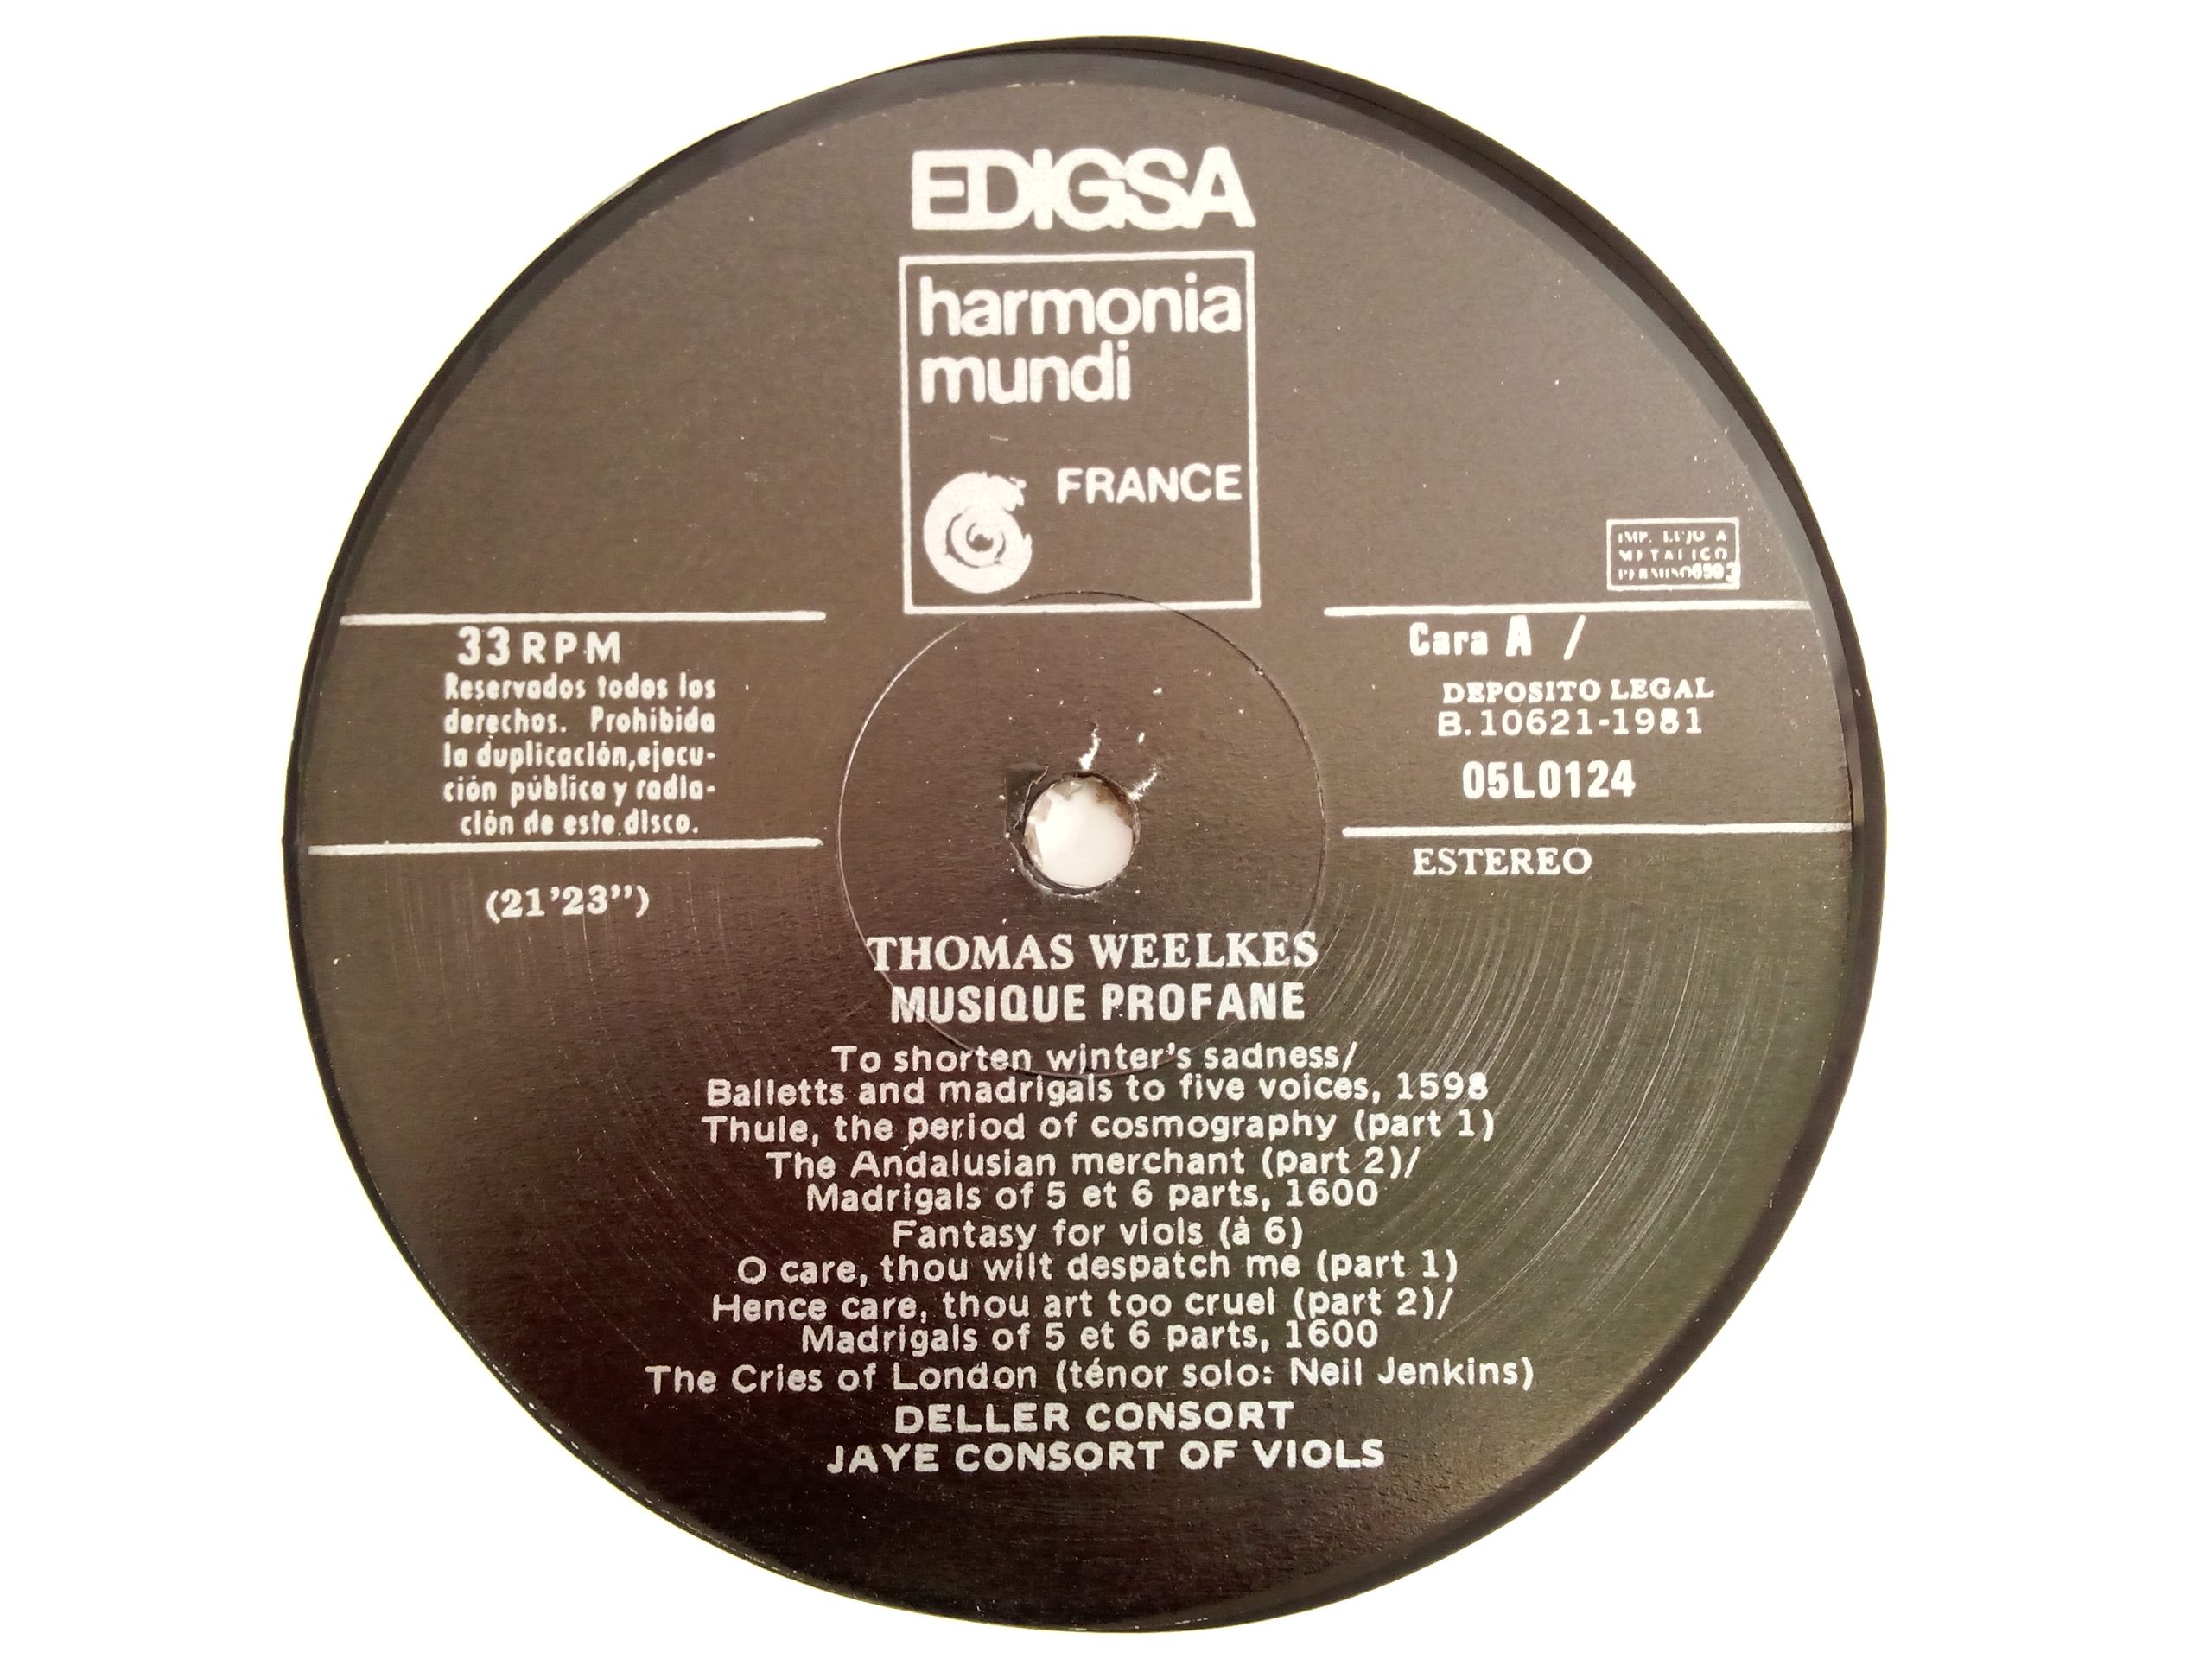 EDIGSA
harmonia
mundi
FRANCE
IMP. LUJO A
METALICO
PERMISO
33 RPM
Reservados todos los
derechos. Prohibida
la duplicación,ejecu-
ción pública y radia-
ción de este disco.
(21'23")
Cara A /
DEPOSITO LEGAL
B.10621-1981
05L0124
ESTEREO
THOMAS WEELKES
MUSIQUE PROFANE
To shorten winter's sadness/
Balletts and madrigals to five voices, 1598
Thule, the period of cosmography (part 1)
The Andalusian merchant (part 2)/
Madrigals of 5 et 6 parts, 1600
Fantasy for viols (à 6)
O care, thou wilt despatch me (part 1)
Hence care, thou art too cruel (part 2)/
Madrigals of 5 et 6 parts, 1600
The Cries of London (ténor solo: Neil Jenkins)
DELLER CONSORT
JAYE CONSORT OF VIOLS